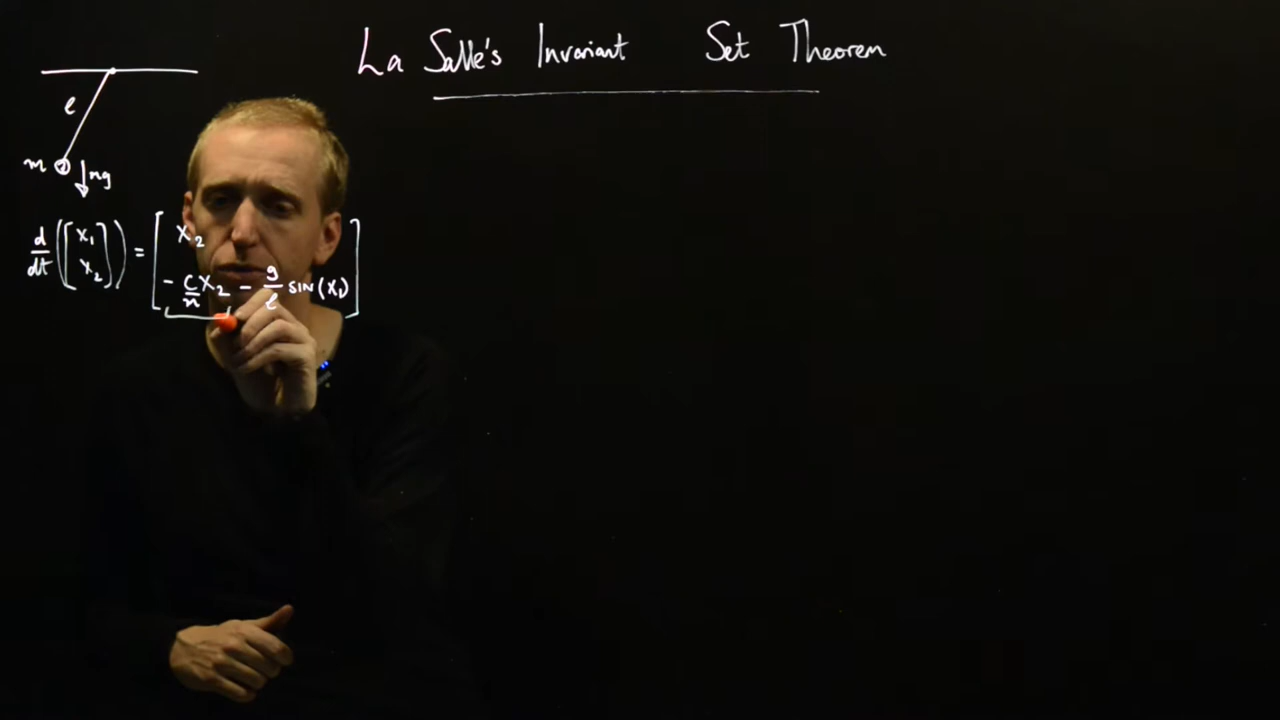 La Salle's Invariant Set Theorem
l
m
mg
d/dt ([x₁ x₂]) = [x₂
- c/m x₂ - g/l sin(x₁)]